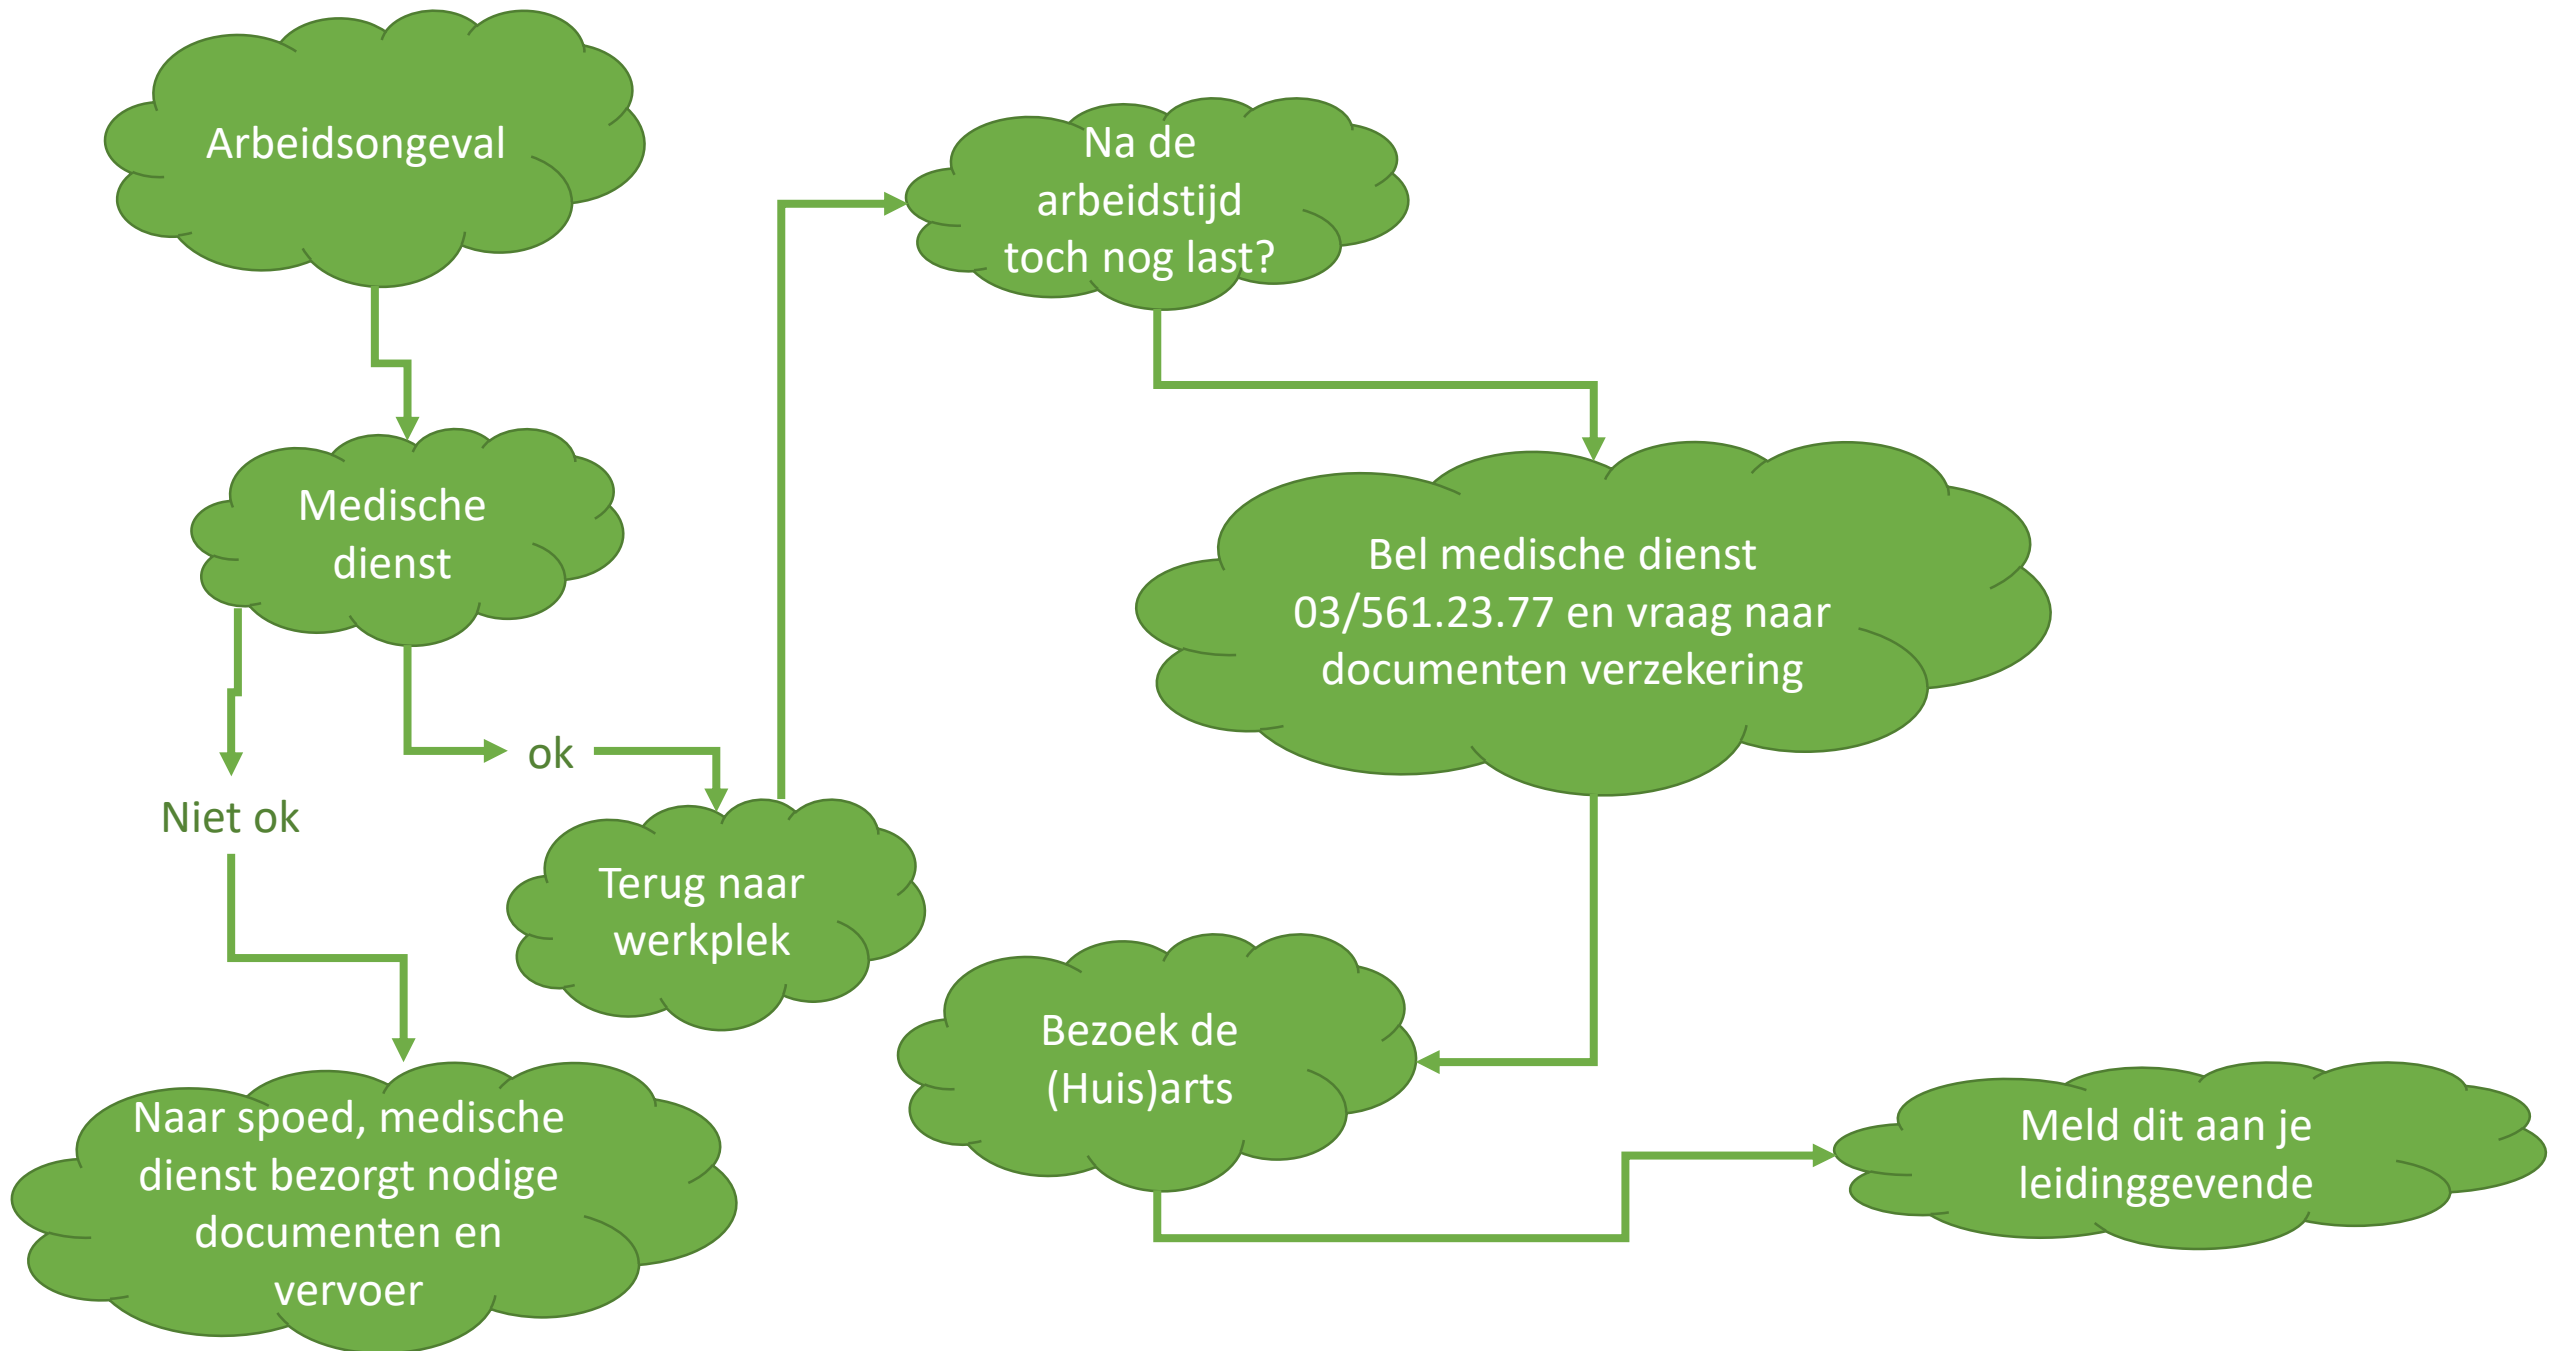 Arbeidsongeval
Medische
dienst
Niet ok
ok
Naar spoed, medische
dienst bezorgt nodige
documenten en
vervoer
Terug naar
werkplek
Na de
arbeidstijd
toch nog last?
Bel medische dienst
03/561.23.77 en vraag naar
documenten verzekering
Bezoek de
(Huis)arts
Meld dit aan je
leidinggevende